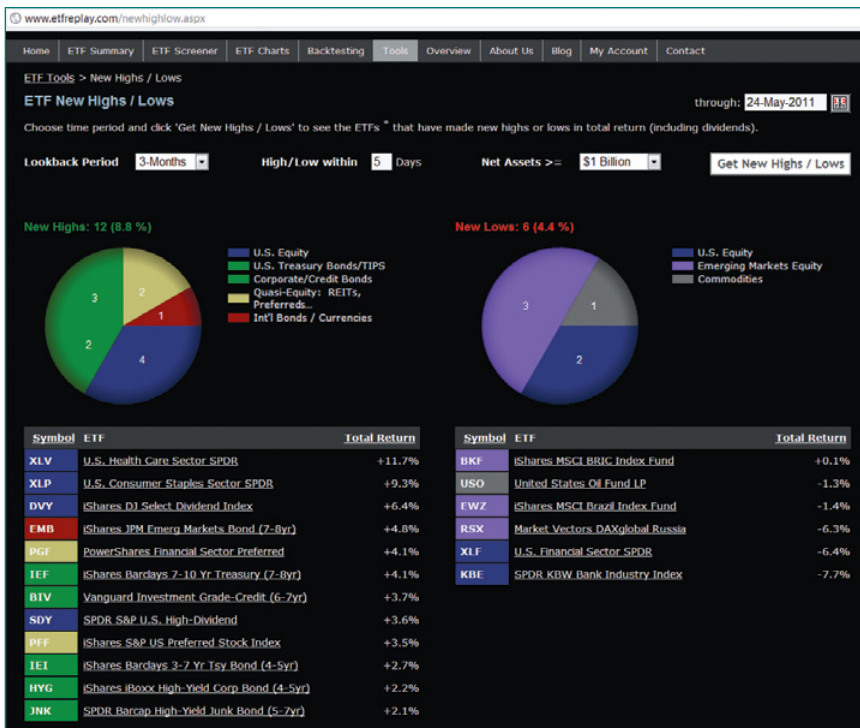 www.etfreplay.com/newhighlow.aspx
Home ETF Summary ETF Screener ETF Charts Backtesting Tools Overview About Us Blog My Account Contact
ETF Tools > New Highs / Lows
ETF New Highs / Lows
through: 24-May-2011
Choose time period and click 'Get New Highs / Lows' to see the ETFs * that have made new highs or lows in total return (including dividends).
Lookback Period 3-Months High/Low within 5 Days Net Assets >= $1 Billion Get New Highs / Lows
New Highs: 12 (8.8 %)
3
2
2
1
4
U.S. Equity
U.S. Treasury Bonds/TIPS
Corporate/Credit Bonds
Quasi-Equity: REITs,
Preferreds...
Int'l Bonds / Currencies
New Lows: 6 (4.4 %)
3
1
2
U.S. Equity
Emerging Markets Equity
Commodities
Symbol ETF Total Return
XLV U.S. Health Care Sector SPDR +11.7%
XLP U.S. Consumer Staples Sector SPDR +9.3%
DVY iShares DJ Select Dividend Index +6.4%
EMB iShares JPM Emerg Markets Bond (7-8yr) +4.8%
PGF PowerShares Financial Sector Preferred +4.1%
IEF iShares Barclays 7-10 Yr Treasury (7-8yr) +4.1%
BIV Vanguard Investment Grade-Credit (6-7yr) +3.7%
SDY SPDR S&P U.S. High-Dividend +3.6%
PFF iShares S&P US Preferred Stock Index +3.5%
IEI iShares Barclays 3-7 Yr Tsy Bond (4-5yr) +2.7%
HYG iShares iBoxx High-Yield Corp Bond (4-5yr) +2.2%
JNK SPDR Barcap High-Yield Junk Bond (5-7yr) +2.1%
Symbol ETF Total Return
BKF iShares MSCI BRIC Index Fund +0.1%
USO United States Oil Fund LP -1.3%
EWZ iShares MSCI Brazil Index Fund -1.4%
RSX Market Vectors DAXglobal Russia -6.3%
XLF U.S. Financial Sector SPDR -6.4%
KBE SPDR KBW Bank Industry Index -7.7%